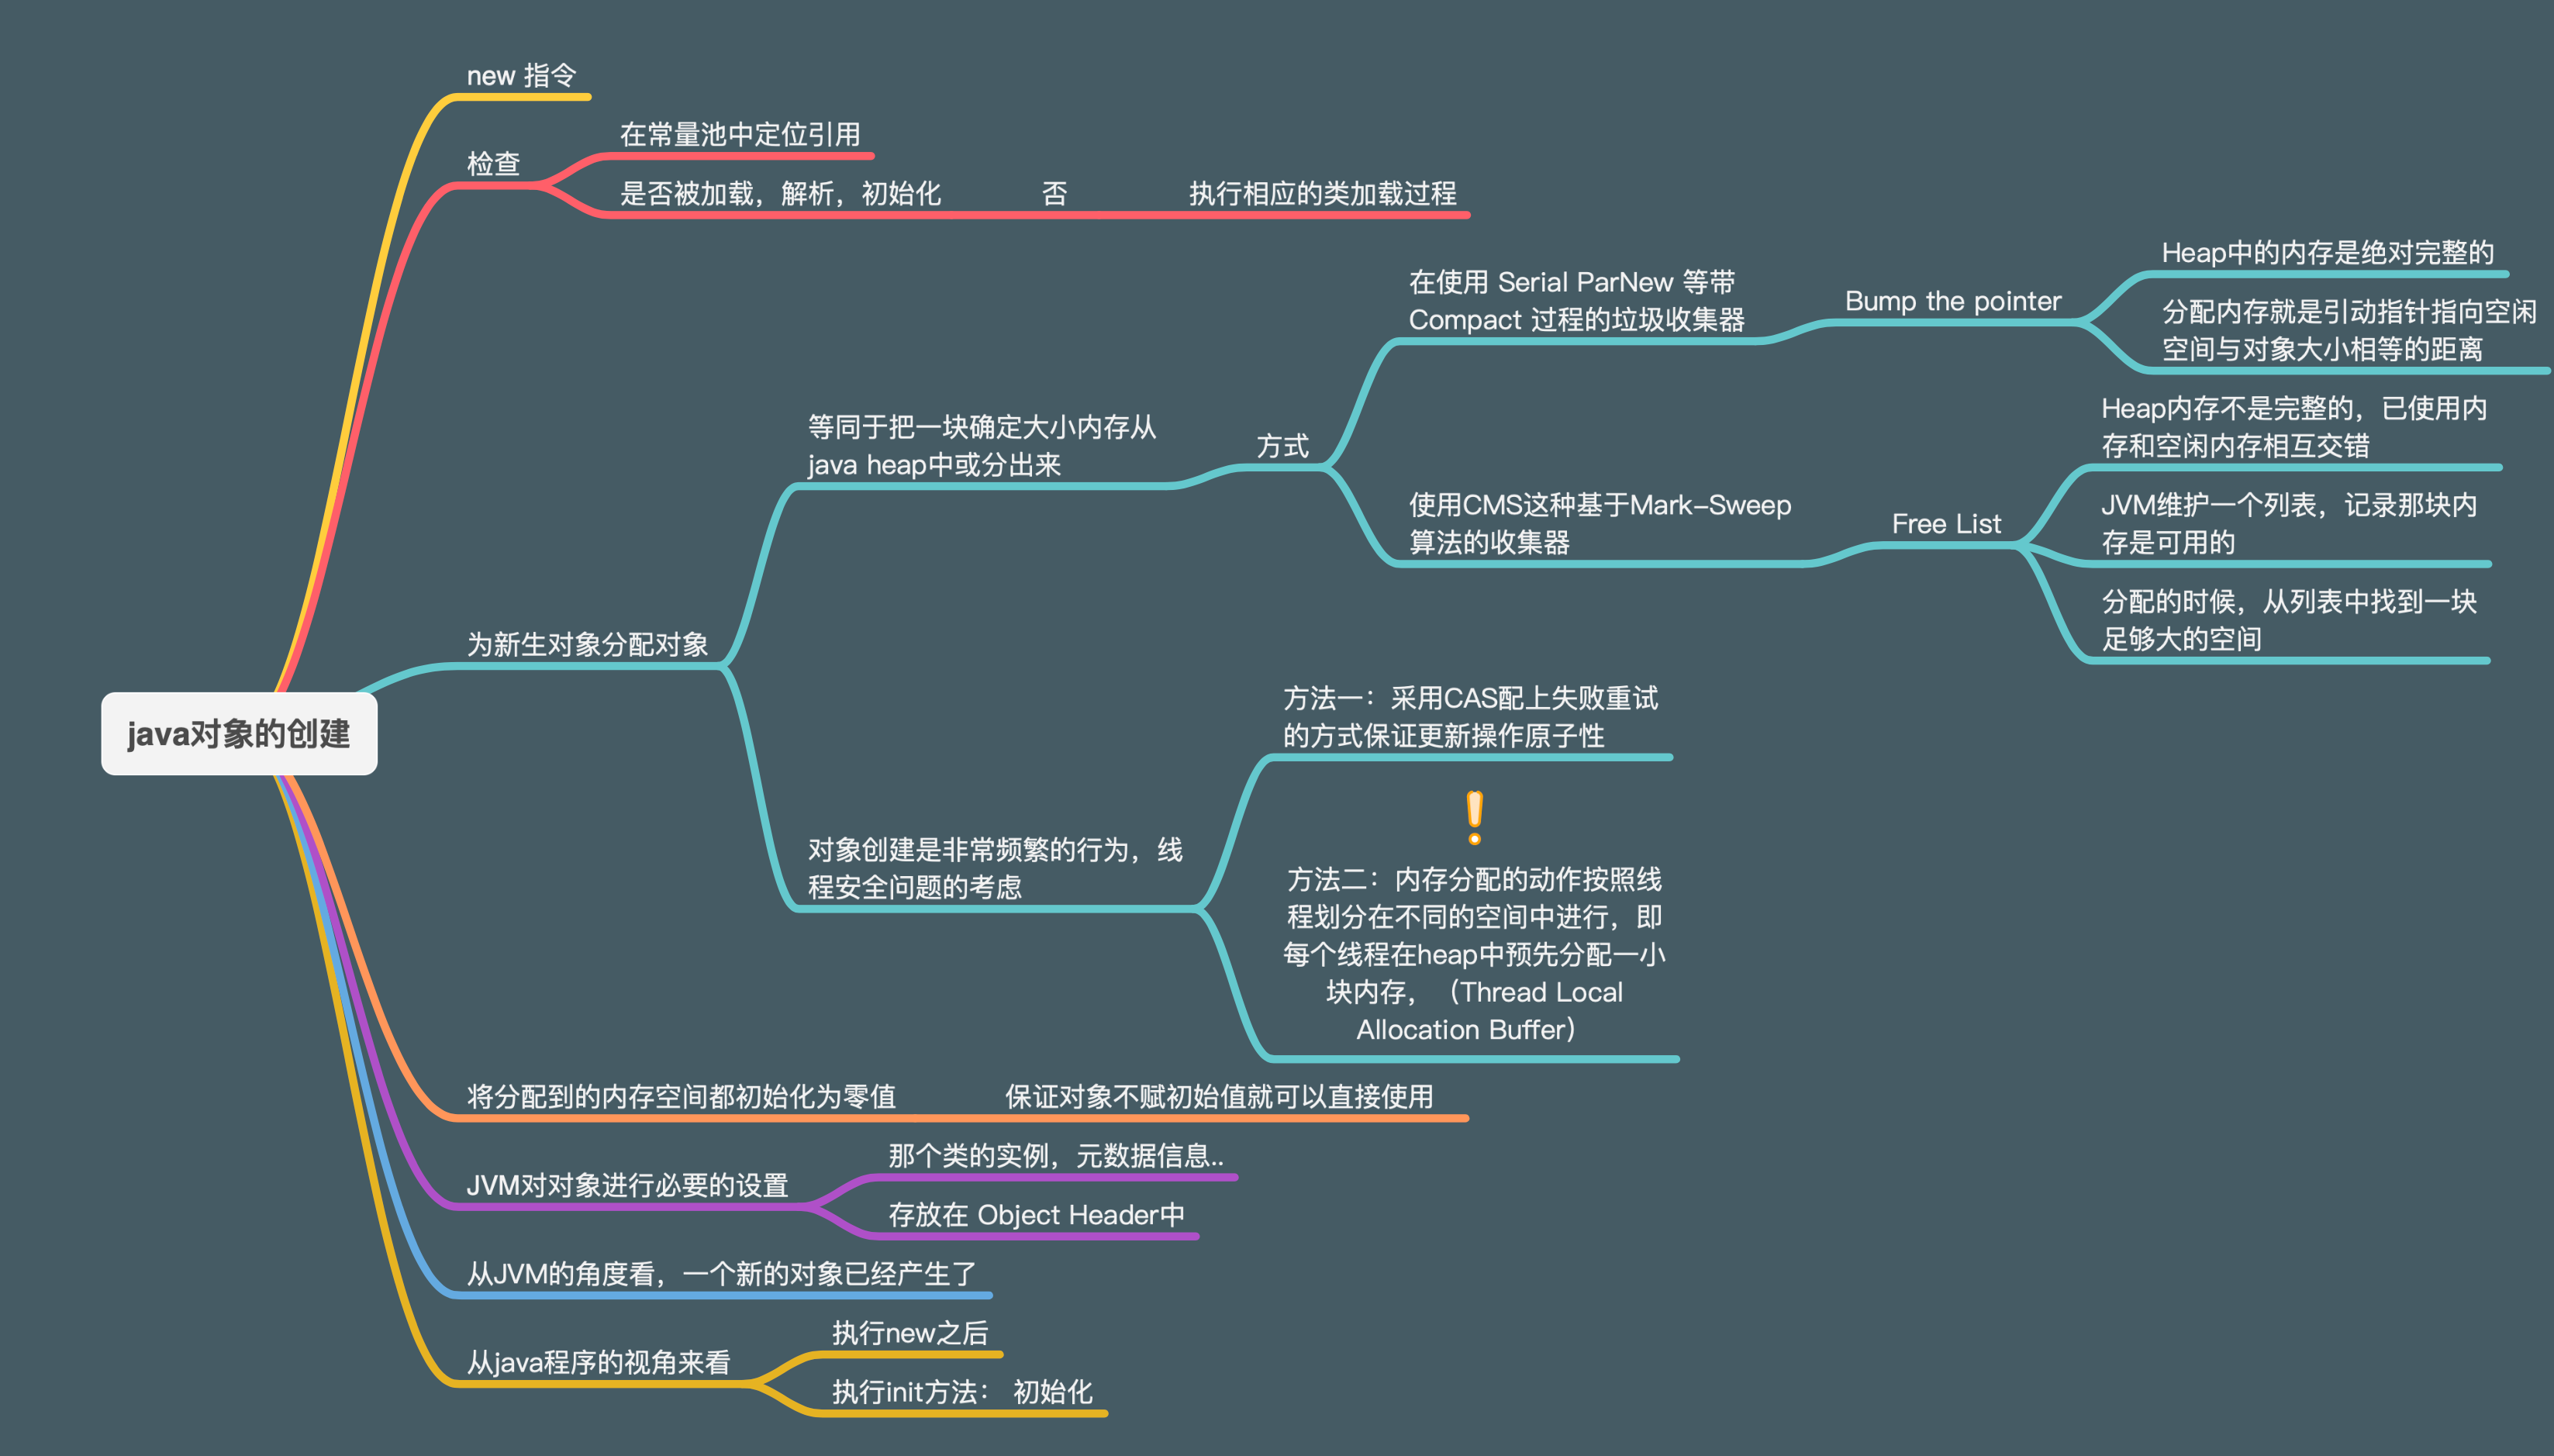 new 指令
在常量池中定位引用
检查
是否被加载，解析，初始化
否
执行相应的类加载过程
Heap中的内存是绝对完整的
在使用 Serial ParNew 等带
Compact 过程的垃圾收集器
Bump the pointer
分配内存就是引动指针指向空闲
空间与对象大小相等的距离
等同于把一块确定大小内存从
java heap中或分出来
方式
Heap内存不是完整的，已使用内
存和空闲内存相互交错
使用CMS这种基于Mark-Sweep
算法的收集器
Free List
JVM维护一个列表，记录那块内
存是可用的
分配的时候，从列表中找到一块
足够大的空间
为新生对象分配对象
java对象的创建
方法一：采用CAS配上失败重试
的方式保证更新操作原子性
对象创建是非常频繁的行为，线
程安全问题的考虑
方法二：内存分配的动作按照线
程划分在不同的空间中进行，即
每个线程在heap中预先分配一小
块内存，（Thread Local
Allocation Buffer）
将分配到的内存空间都初始化为零值
保证对象不赋初始值就可以直接使用
那个类的实例，元数据信息..
JVM对对象进行必要的设置
存放在 Object Header中
从JVM的角度看，一个新的对象已经产生了
执行new之后
从java程序的视角来看
执行init方法： 初始化